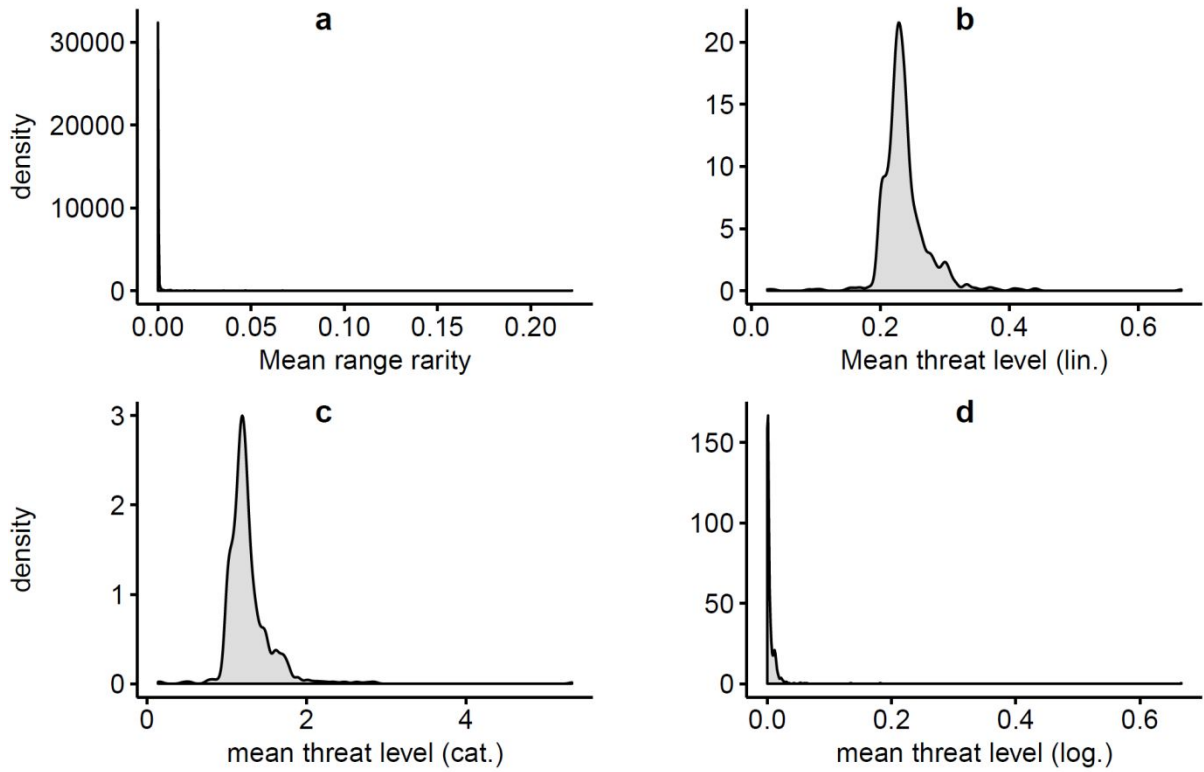 a
density
30000
20000
10000
0
0.00 0.05 0.10 0.15 0.20
Mean range rarity
b
20
15
10
5
0
0.0 0.2 0.4 0.6
Mean threat level (lin.)
c
density
3
2
1
0
0 2 4
mean threat level (cat.)
d
150
100
50
0
0.0 0.2 0.4 0.6
mean threat level (log.)